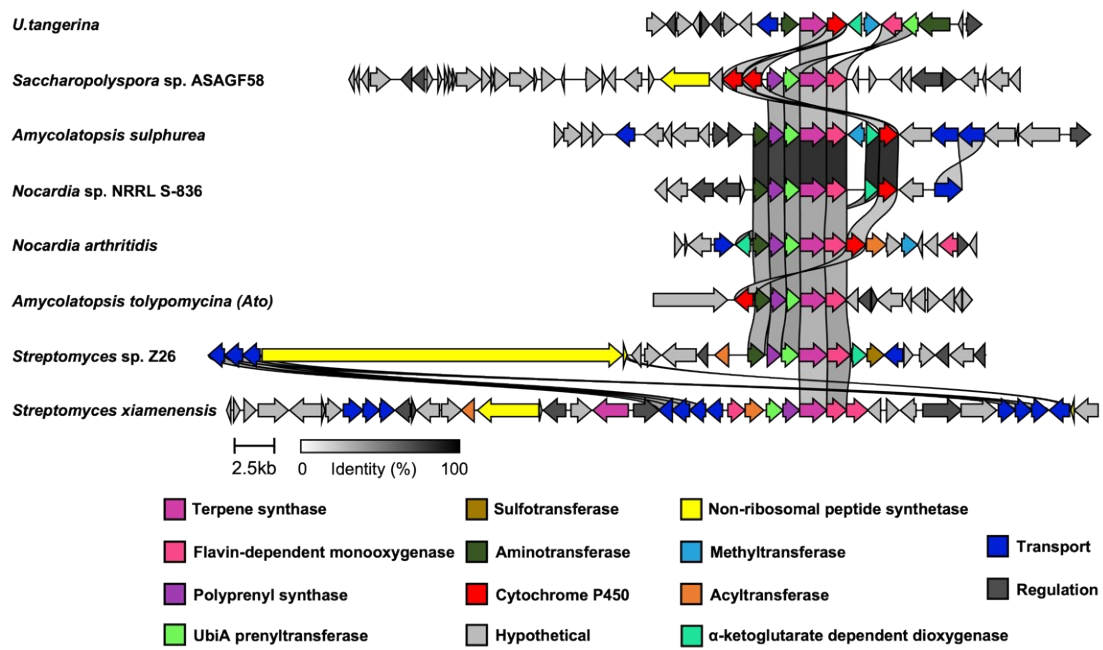 U.tangerina
Saccharopolyspora sp. ASAGF58
Amycolatopsis sulphurea
Nocardia sp. NRRL S-836
Nocardia arthritidis
Amycolatopsis tolypomycina (Ato)
Streptomyces sp. Z26
Streptomyces xiamenensis
2.5kb
0 Identity (%) 100
Terpene synthase
Sulfotransferase
Non-ribosomal peptide synthetase
Flavin-dependent monooxygenase
Aminotransferase
Methyltransferase
Transport
Polyprenyl synthase
Cytochrome P450
Acyltransferase
Regulation
UbiA prenyltransferase
Hypothetical
α-ketoglutarate dependent dioxygenase